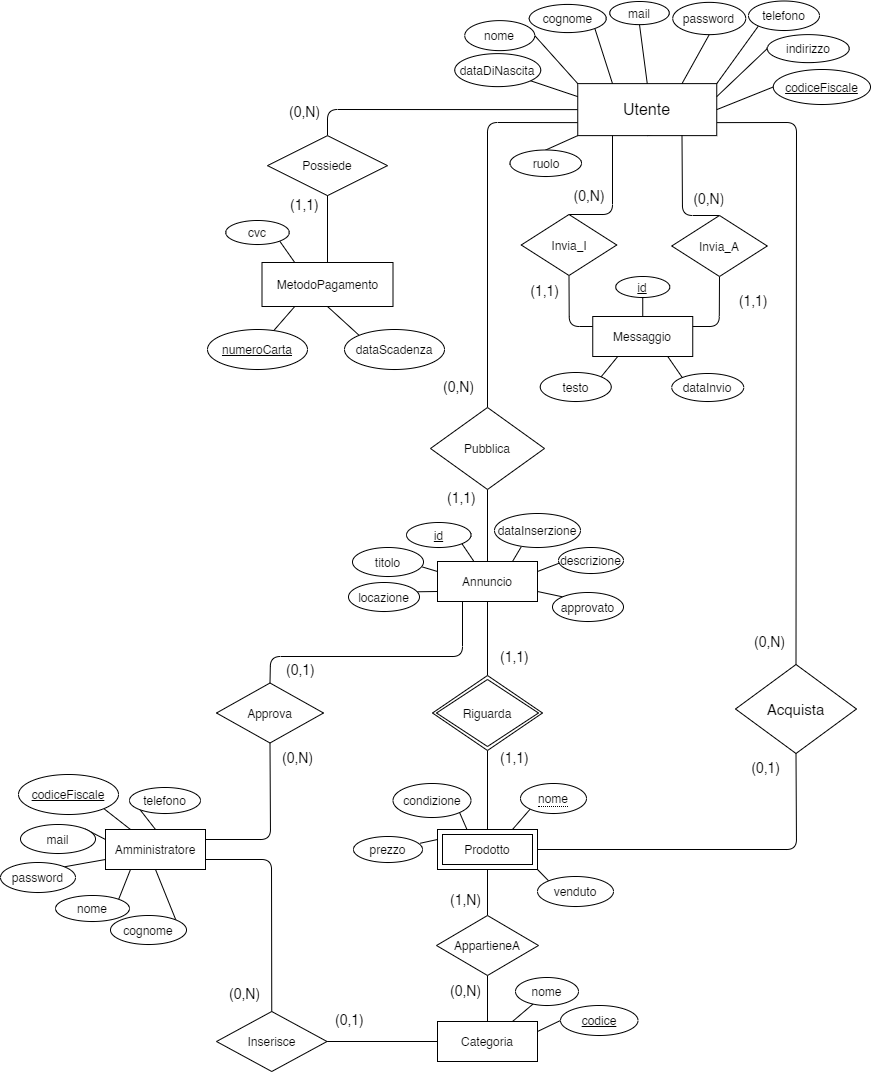 cognome
mail
password
telefono
nome
indirizzo
dataDiNascita
codiceFiscale
Utente
(0,N)
ruolo
Possiede
(1,1)
(0,N)
(0,N)
cvc
Invia_I
Invia_A
MetodoPagamento
(1,1)
id
(1,1)
Messaggio
numeroCarta
dataScadenza
testo
dataInvio
(0,N)
Pubblica
(1,1)
id
dataInserzione
titolo
descrizione
Annuncio
locazione
approvato
(0,N)
(0,1)
(1,1)
Approva
Riguarda
Acquista
(0,N)
(1,1)
(0,1)
codiceFiscale
telefono
condizione
nome
mail
Amministratore
prezzo
Prodotto
password
venduto
nome
(1,N)
cognome
AppartieneA
(0,N)
(0,N)
nome
(0,1)
codice
Inserisce
Categoria